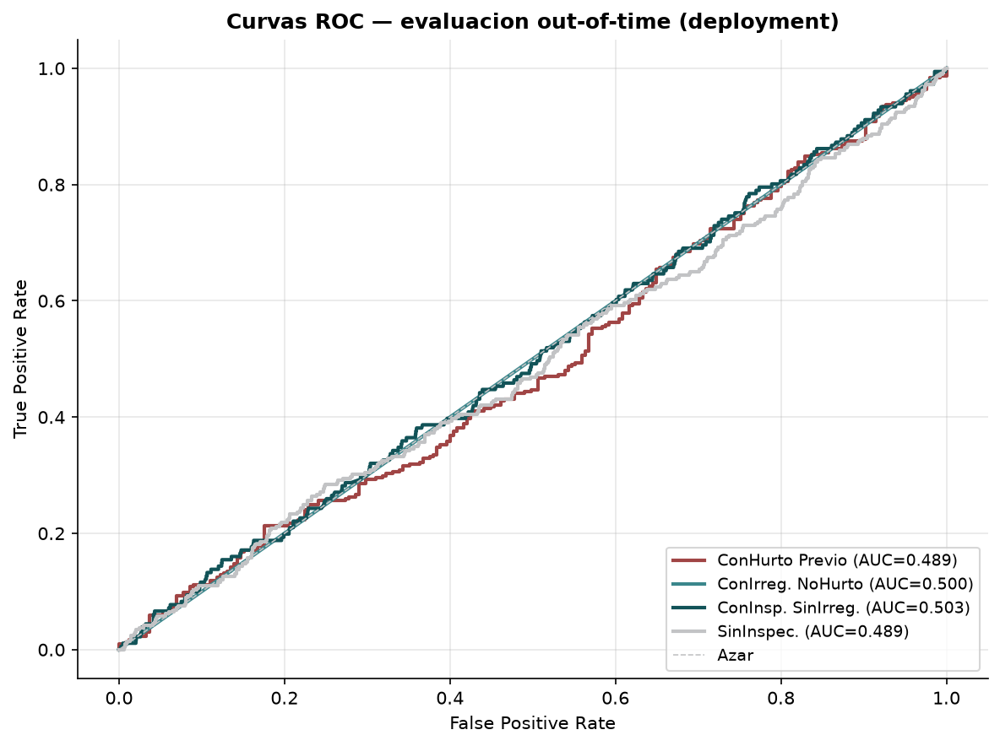 Curvas ROC — evaluacion out-of-time (deployment)
True Positive Rate
1.0
0.8
0.6
0.4
0.2
0.0
ConHurto Previo (AUC=0.489)
ConIrreg. NoHurto (AUC=0.500)
ConInsp. SinIrreg. (AUC=0.503)
SinInspec. (AUC=0.489)
Azar
0.0 0.2 0.4 0.6 0.8 1.0
False Positive Rate